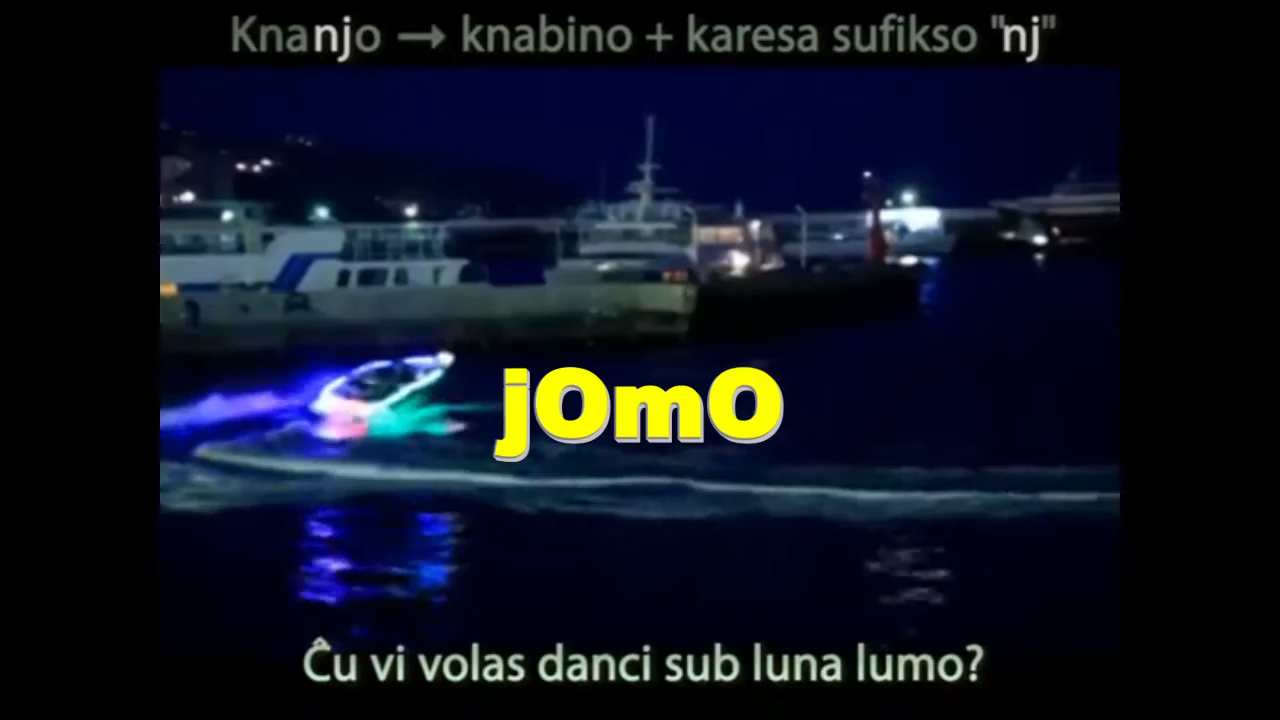 Knanjo → knabino + karesa sufikso "nj"
jOmO
Ĉu vi volas danci sub luna lumo?